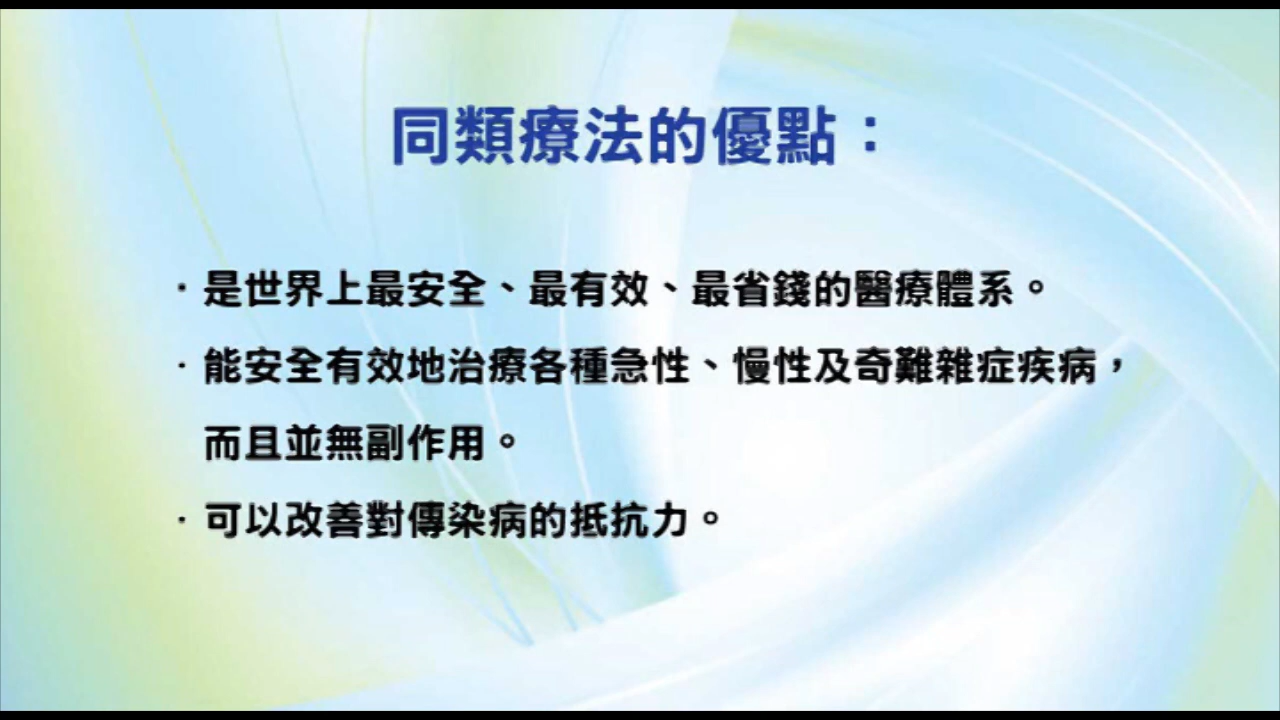 同類療法的優點：
·是世界上最安全、最有效、最省錢的醫療體系。
·能安全有效地治療各種急性、慢性及奇難雜症疾病，
而且並無副作用。
·可以改善對傳染病的抵抗力。